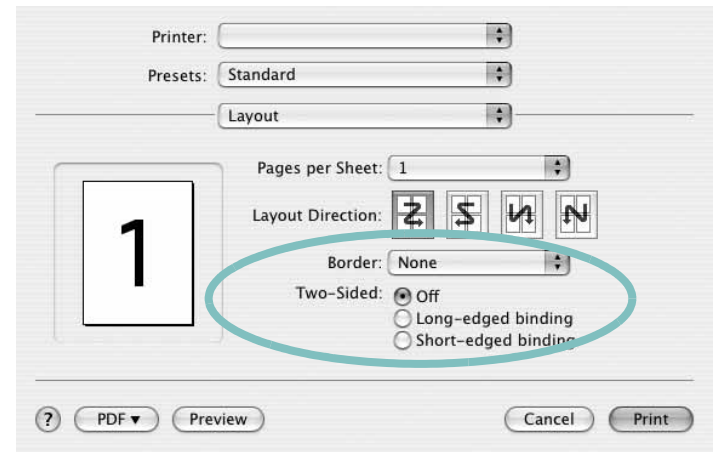 Printer:
Presets: Standard
Layout
Pages per Sheet: 1
Layout Direction:
1
Border: None
Two-Sided: Off
Long-edged binding
Short-edged binding
? PDF ▼ Preview Cancel Print